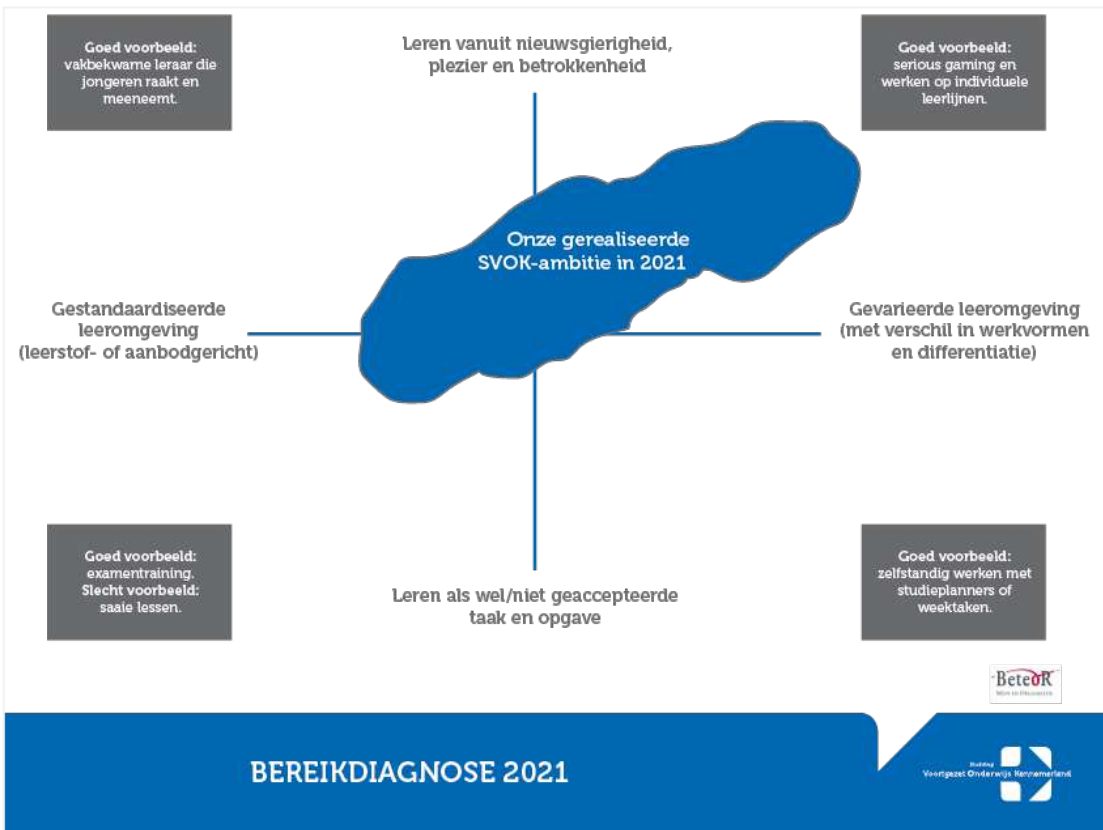 Goed voorbeeld:
vakbekwame leraar die
jongeren raakt en
meeneemt.
Leren vanuit nieuwsgierigheid,
plezier en betrokkenheid
Goed voorbeeld:
serious gaming en
werken op individuele
leerlijnen.
Onze gerealiseerde
SVOK-ambitie in 2021
Gestandaardiseerde
leeromgeving
(leerstof- of aanbodgericht)
Gevarieerde leeromgeving
(met verschil in werkvormen
en differentiatie)
Goed voorbeeld:
examentraining.
Slecht voorbeeld:
saaie lessen.
Leren als wel/niet geaccepteerde
taak en opgave
Goed voorbeeld:
zelfstandig werken met
studieplanners of
weektaken.
BeteoR
BEREIKDIAGNOSE 2021
Stichting
Voortgezet Onderwijs Kennemerland